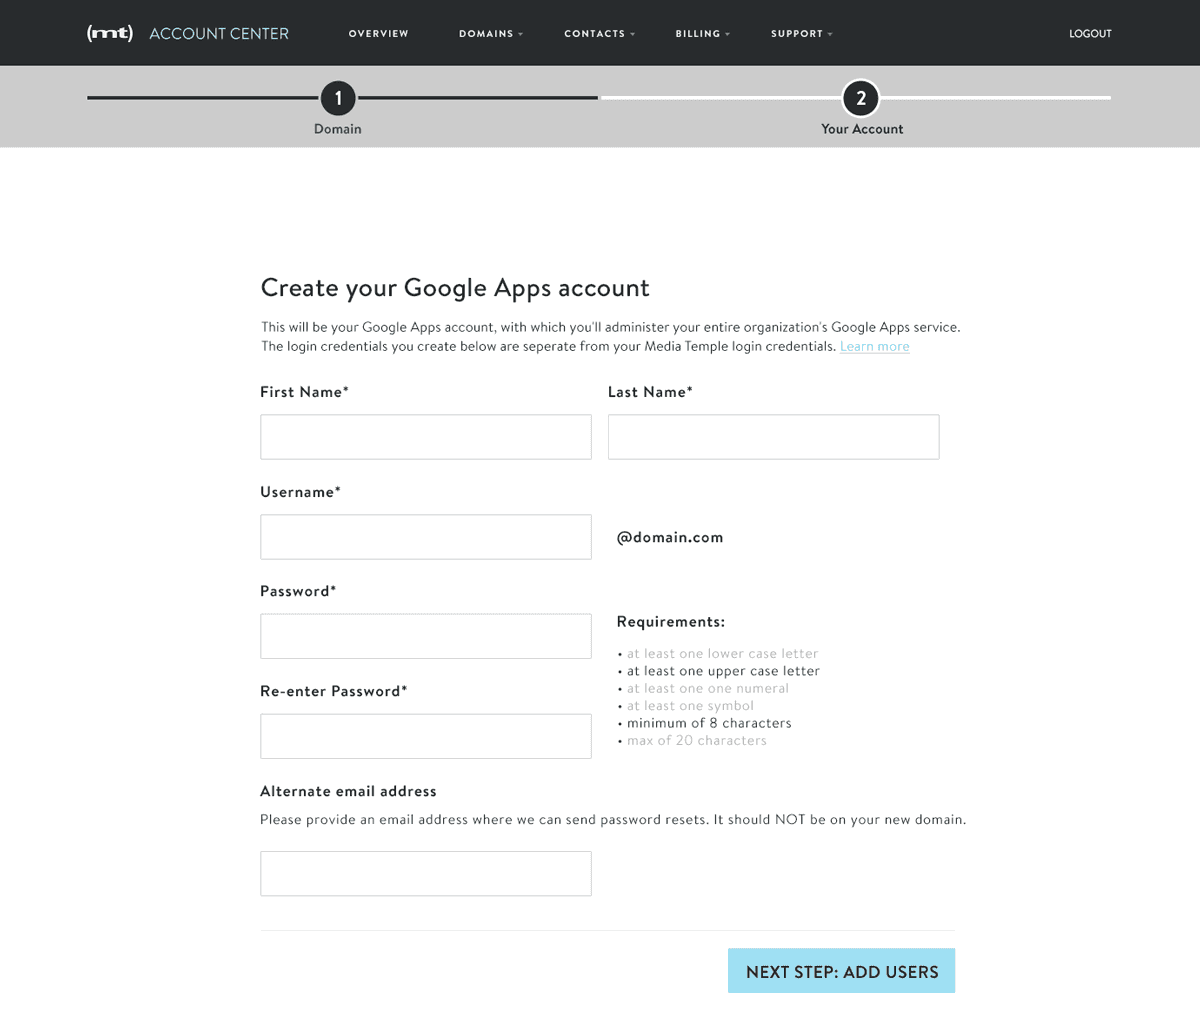 (mt) ACCOUNT CENTER OVERVIEW DOMAINS CONTACTS BILLING SUPPORT LOGOUT
1 2
Domain Your Account
Create your Google Apps account
This will be your Google Apps account, with which you'll administer your entire organization's Google Apps service.
The login credentials you create below are seperate from your Media Temple login credentials. Learn more
First Name* Last Name*
Username*
@domain.com
Password*
Requirements:
• at least one lower case letter
• at least one upper case letter
• at least one one numeral
• at least one symbol
• minimum of 8 characters
• max of 20 characters
Re-enter Password*
Alternate email address
Please provide an email address where we can send password resets. It should NOT be on your new domain.
NEXT STEP: ADD USERS